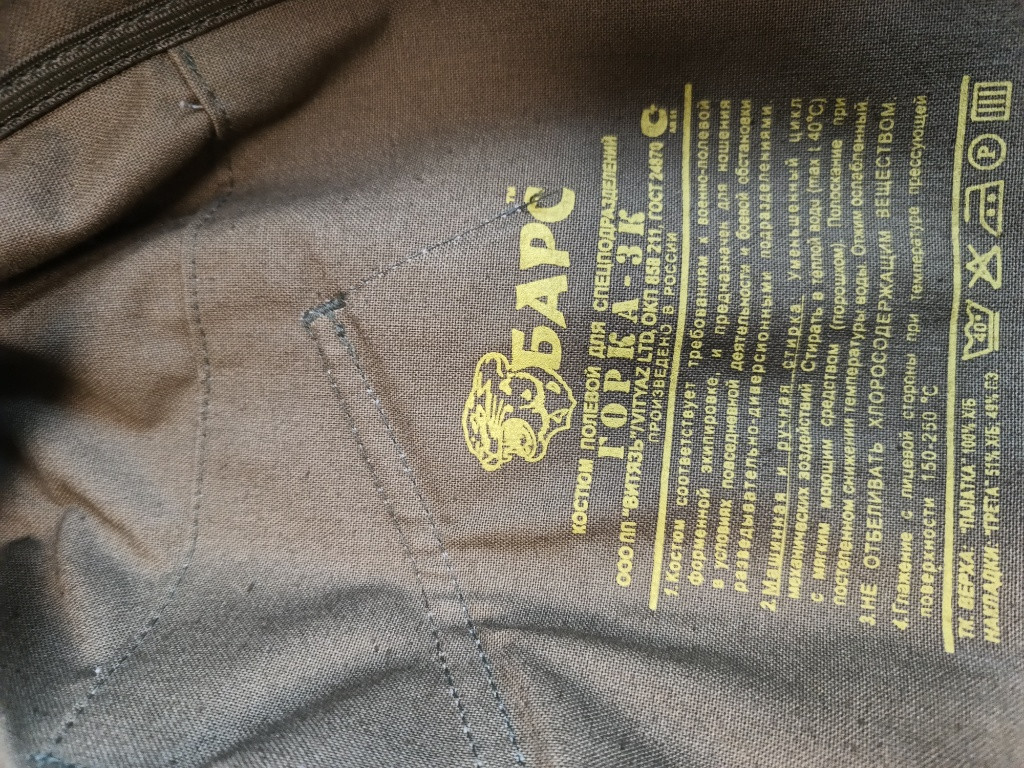 БАРС™
КОСТЮМ ПОЛЕВОЙ ДЛЯ СПЕЦПОДРАЗДЕЛЕНИЙ
ГОРКА-3К
ООО ПП "ВИТЯЗЬ/VITYAZ LTD, ОКП 858 211, ГОСТ 24870
ПРОИЗВЕДЕНО В РОССИИ
1. Костюм соответствует требованиям к военно-полевой
форменной экипировке и предназначен для ношения
в условиях повседневной деятельности и боевой обстановки
разведывательно-диверсионными подразделениями.
2. Машинная и ручная стирка, уменьшенный цикл
механических воздействий Стирать в теплой воде (max t 40°C)
с мягким моющим средством (порошком). Полоскание при
постепенном снижении температуры воды. Отжим ослабленный.
3. НЕ ОТБЕЛИВАТЬ ХЛОРОСОДЕРЖАЩИМ ВЕЩЕСТВОМ
4. Глажение с лицевой стороны при температуре прессующей
поверхности 150-250 °C
40 P
ТК ВЕРХА: "ПАЛАТКА" 100% Х/Б
НАКЛАДКИ: "ГРЕТА" 51% Х/Б, 49% ПЭ